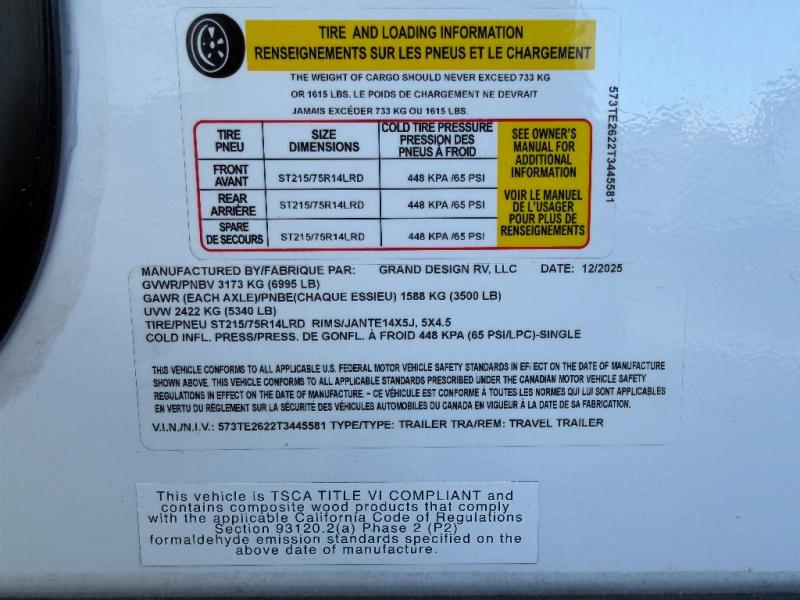 TIRE AND LOADING INFORMATION
RENSEIGNEMENTS SUR LES PNEUS ET LE CHARGEMENT
THE WEIGHT OF CARGO SHOULD NEVER EXCEED 733 KG
OR 1615 LBS. LE POIDS DE CHARGEMENT NE DEVRAIT
JAMAIS EXCÉDER 733 KG OU 1615 LBS.
TIRE
PNEU
SIZE
DIMENSIONS
COLD TIRE PRESSURE
PRESSION DES
PNEUS À FROID
FRONT
AVANT
ST215/75R14LRD
448 KPA /65 PSI
REAR
ARRIÈRE
ST215/75R14LRD
448 KPA /65 PSI
SPARE
DE SECOURS
ST215/75R14LRD
448 KPA /65 PSI
SEE OWNER'S
MANUAL FOR
ADDITIONAL
INFORMATION
VOIR LE MANUEL
DE L'USAGER
POUR PLUS DE
RENSEIGNEMENTS
573TE2622T3445581
MANUFACTURED BY/FABRIQUE PAR: GRAND DESIGN RV, LLC DATE: 12/2025
GVWR/PNBV 3173 KG (6995 LB)
GAWR (EACH AXLE)/PNBE(CHAQUE ESSIEU) 1588 KG (3500 LB)
UVW 2422 KG (5340 LB)
TIRE/PNEU ST215/75R14LRD RIMS/JANTE14X5J, 5X4.5
COLD INFL. PRESS/PRESS. DE GONFL. À FROID 448 KPA (65 PSI/LPC)-SINGLE
THIS VEHICLE CONFORMS TO ALL APPLICABLE U.S. FEDERAL MOTOR VEHICLE SAFETY STANDARDS IN EFFECT ON THE DATE OF MANUFACTURE
SHOWN ABOVE. THIS VEHICLE CONFORMS TO ALL APPLICABLE STANDARDS PRESCRIBED UNDER THE CANADIAN MOTOR VEHICLE SAFETY
REGULATIONS IN EFFECT ON THE DATE OF MANUFACTURE. ~ CE VÉHICULE EST CONFORME À TOUTES LES NORMES QUI LUI SONT APPLICABLES
EN VERTU DU RÈGLEMENT SUR LA SÉCURITÉ DES VÉHICULES AUTOMOBILES DU CANADA EN VIGUEUR À LA DATE DE SA FABRICATION.
V.I.N./N.I.V.: 573TE2622T3445581 TYPE/TYPE: TRAILER TRA/REM: TRAVEL TRAILER
This vehicle is TSCA TITLE VI COMPLIANT and
contains composite wood products that comply
with the applicable California Code of Regulations
Section 93120.2(a) Phase 2 (P2)
formaldehyde emission standards specified on the
above date of manufacture.